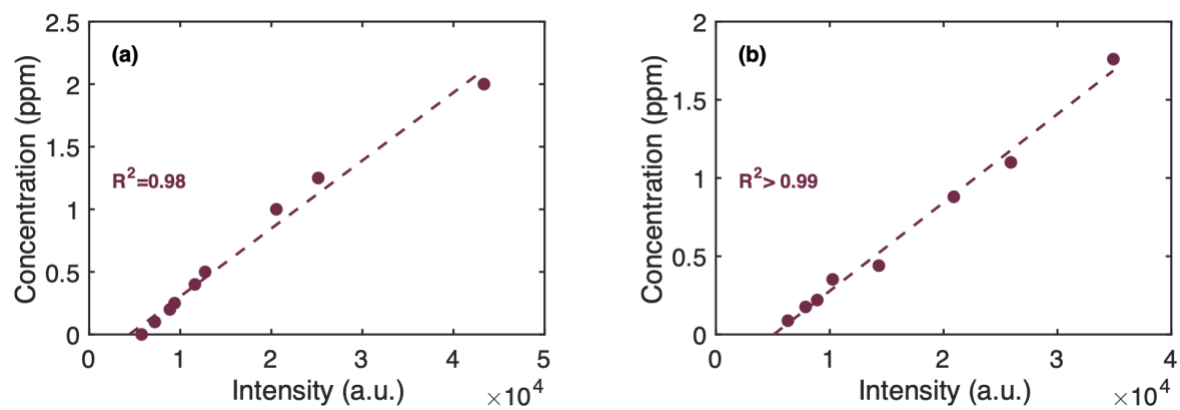 (a)
Concentration (ppm)
2.5
2
1.5
1
0.5
0
R²=0.98
0 1 2 3 4 5
Intensity (a.u.)
×10⁴
(b)
Concentration (ppm)
2
1.5
1
0.5
0
R²> 0.99
0 1 2 3 4
Intensity (a.u.)
×10⁴